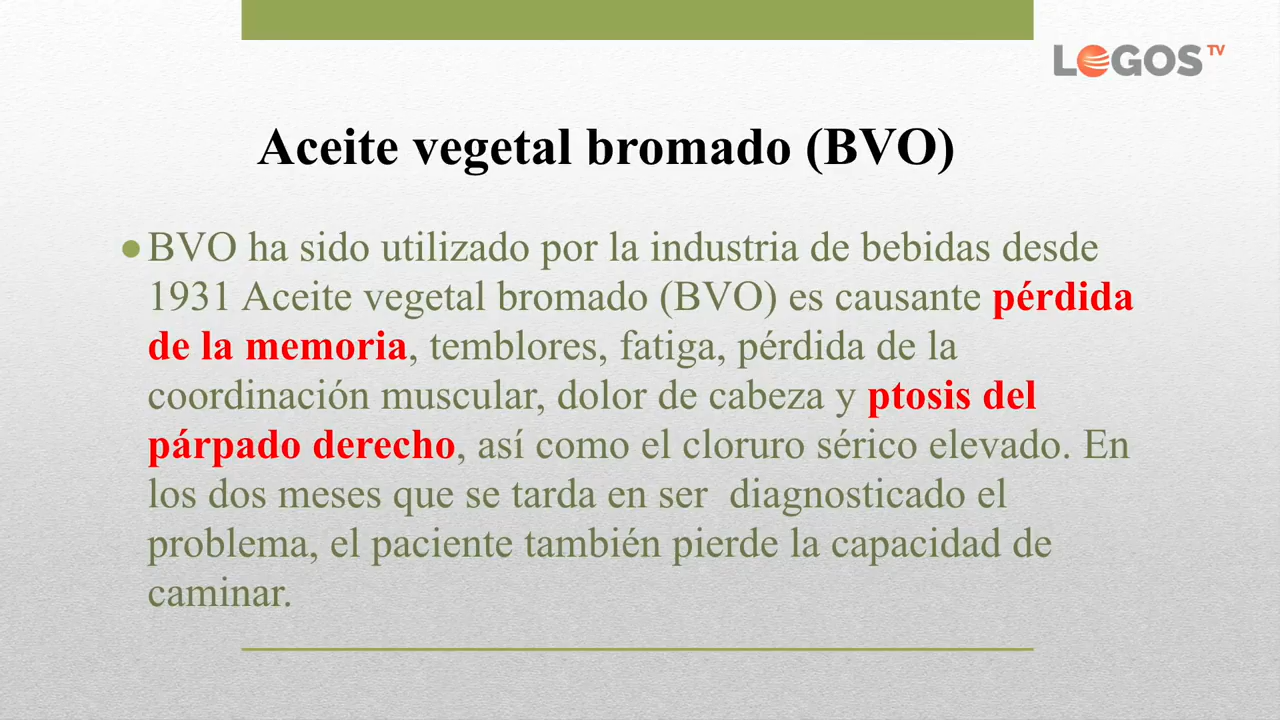 LOGOS TV
Aceite vegetal bromado (BVO)
●BVO ha sido utilizado por la industria de bebidas desde
1931 Aceite vegetal bromado (BVO) es causante pérdida
de la memoria, temblores, fatiga, pérdida de la
coordinación muscular, dolor de cabeza y ptosis del
párpado derecho, así como el cloruro sérico elevado. En
los dos meses que se tarda en ser  diagnosticado el
problema, el paciente también pierde la capacidad de
caminar.